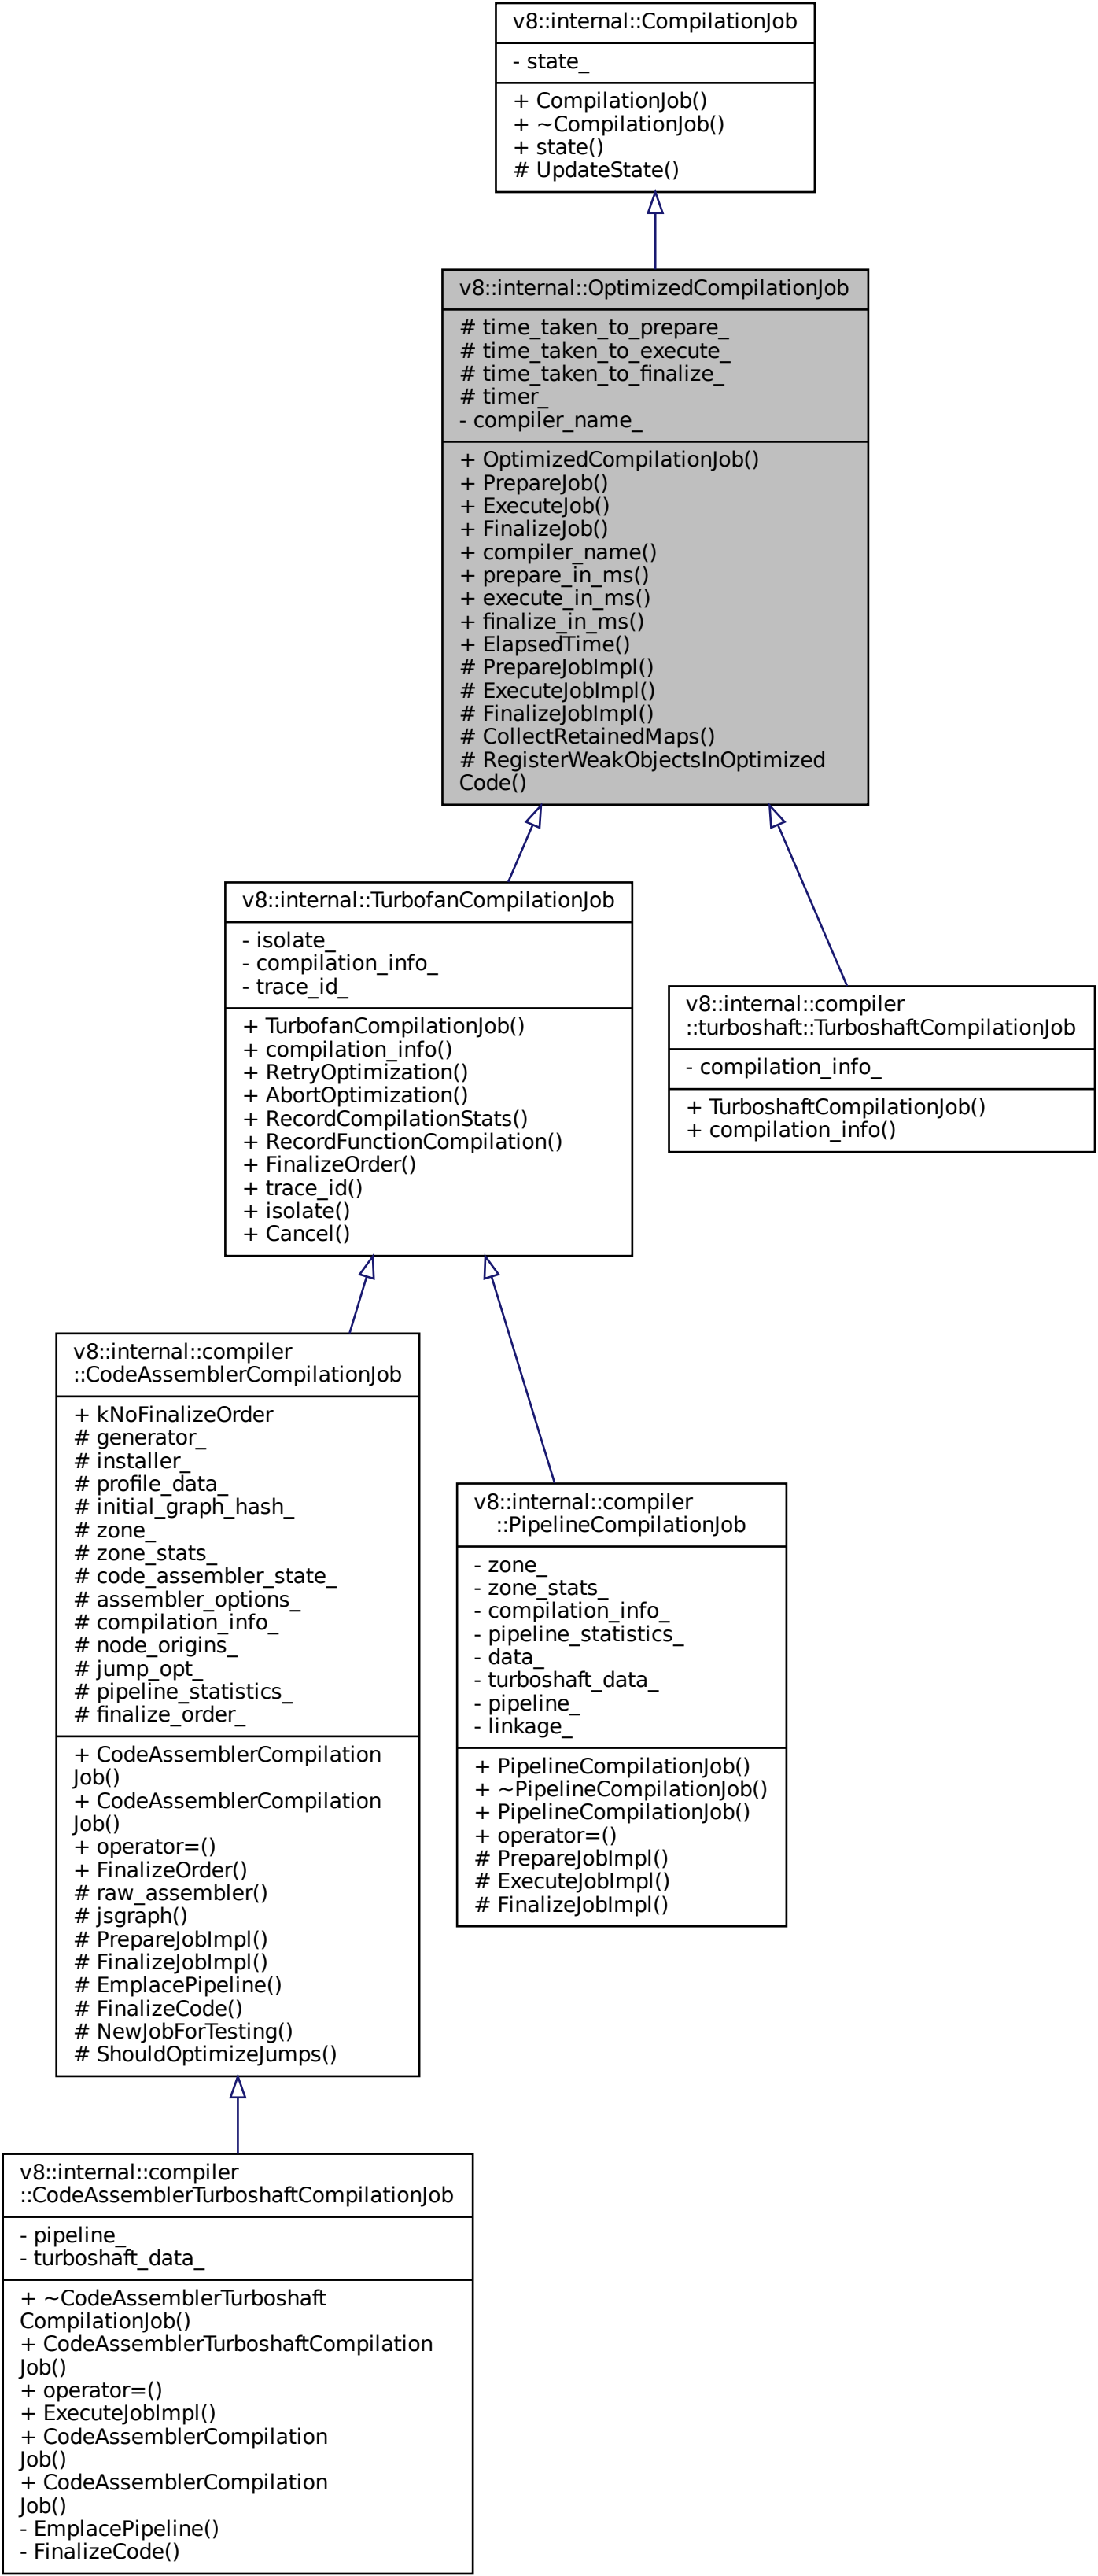 v8::internal::CompilationJob
- state_
+ CompilationJob()
+ ~CompilationJob()
+ state()
# UpdateState()
v8::internal::OptimizedCompilationJob
# time_taken_to_prepare_
# time_taken_to_execute_
# time_taken_to_finalize_
# timer_
- compiler_name_
+ OptimizedCompilationJob()
+ PrepareJob()
+ ExecuteJob()
+ FinalizeJob()
+ compiler_name()
+ prepare_in_ms()
+ execute_in_ms()
+ finalize_in_ms()
+ ElapsedTime()
# PrepareJobImpl()
# ExecuteJobImpl()
# FinalizeJobImpl()
# CollectRetainedMaps()
# RegisterWeakObjectsInOptimized
Code()
v8::internal::TurbofanCompilationJob
- isolate_
- compilation_info_
- trace_id_
+ TurbofanCompilationJob()
+ compilation_info()
+ RetryOptimization()
+ AbortOptimization()
+ RecordCompilationStats()
+ RecordFunctionCompilation()
+ FinalizeOrder()
+ trace_id()
+ isolate()
+ Cancel()
v8::internal::compiler
::turboshaft::TurboshaftCompilationJob
- compilation_info_
+ TurboshaftCompilationJob()
+ compilation_info()
v8::internal::compiler
::CodeAssemblerCompilationJob
+ kNoFinalizeOrder
# generator_
# installer_
# profile_data_
# initial_graph_hash_
# zone_
# zone_stats_
# code_assembler_state_
# assembler_options_
# compilation_info_
# node_origins_
# jump_opt_
# pipeline_statistics_
# finalize_order_
+ CodeAssemblerCompilation
Job()
+ CodeAssemblerCompilation
Job()
+ operator=()
+ FinalizeOrder()
# raw_assembler()
# jsgraph()
# PrepareJobImpl()
# FinalizeJobImpl()
# EmplacePipeline()
# FinalizeCode()
# NewJobForTesting()
# ShouldOptimizeJumps()
v8::internal::compiler
::PipelineCompilationJob
- zone_
- zone_stats_
- compilation_info_
- pipeline_statistics_
- data_
- turboshaft_data_
- pipeline_
- linkage_
+ PipelineCompilationJob()
+ ~PipelineCompilationJob()
+ PipelineCompilationJob()
+ operator=()
# PrepareJobImpl()
# ExecuteJobImpl()
# FinalizeJobImpl()
v8::internal::compiler
::CodeAssemblerTurboshaftCompilationJob
- pipeline_
- turboshaft_data_
+ ~CodeAssemblerTurboshaft
CompilationJob()
+ CodeAssemblerTurboshaftCompilation
Job()
+ operator=()
+ ExecuteJobImpl()
+ CodeAssemblerCompilation
Job()
+ CodeAssemblerCompilation
Job()
- EmplacePipeline()
- FinalizeCode()